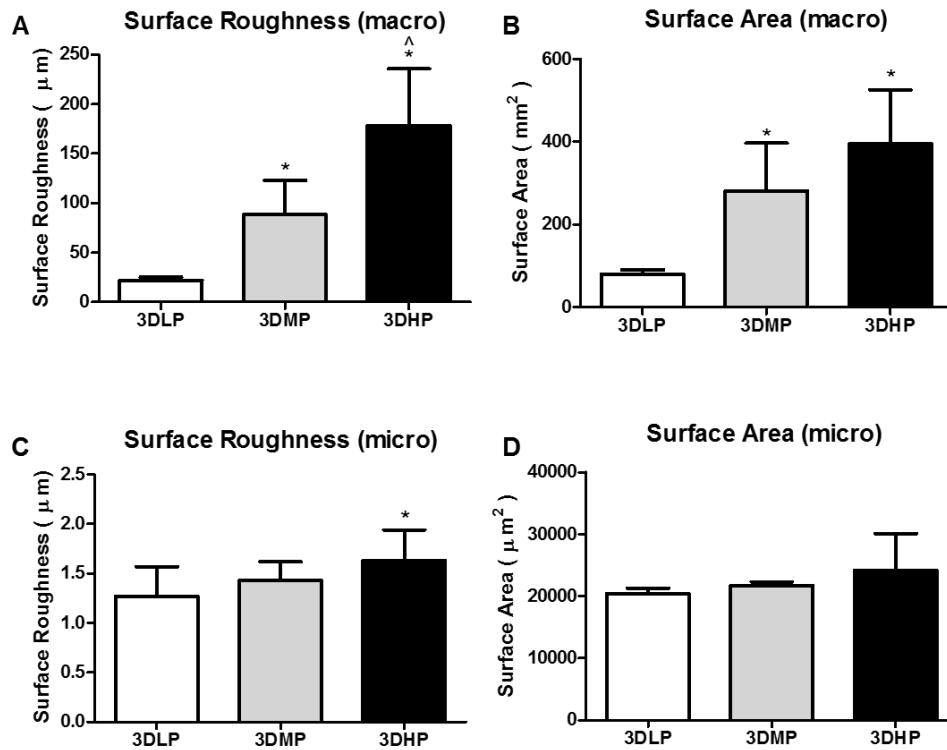 A
Surface Roughness (macro)
Surface Roughness ( μm)
250
200
150
100
50
0
*
^
*
3DLP
3DMP
3DHP
B
Surface Area (macro)
Surface Area ( mm²)
600
400
200
0
*
*
3DLP
3DMP
3DHP
C
Surface Roughness (micro)
Surface Roughness ( μm)
2.5
2.0
1.5
1.0
0.5
0.0
*
3DLP
3DMP
3DHP
D
Surface Area (micro)
Surface Area ( μm²)
40000
30000
20000
10000
0
3DLP
3DMP
3DHP